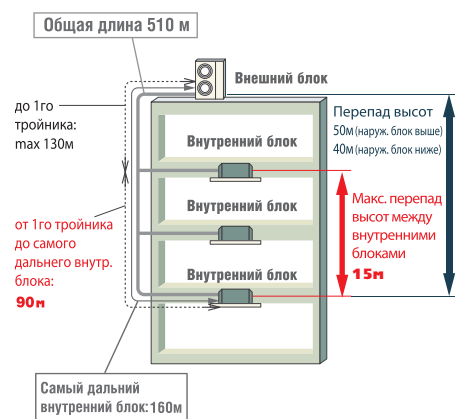 Общая длина 510 м
Внешний блок
до 1го
тройника:
max 130м
Перепад высот
50м (наруж. блок выше)
40м (наруж. блок ниже)
Внутренний блок
Внутренний блок
Внутренний блок
Макс. перепад
высот между
внутренними
блоками
15м
от 1го тройника
до самого
дальнего внутр.
блока:
90м
Самый дальний
внутренний блок:160м